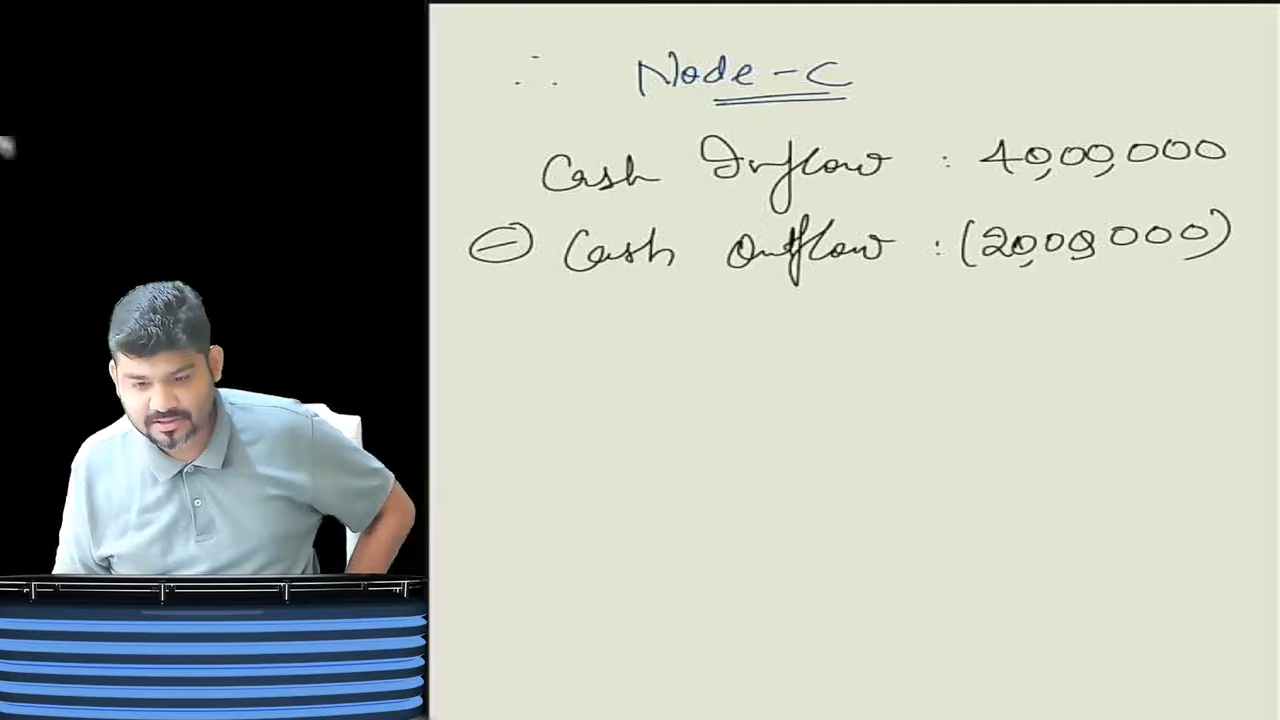 ∴ Node - C
Cash Inflow : 40,00,000
(-) Cash Outflow : (20,00,000)